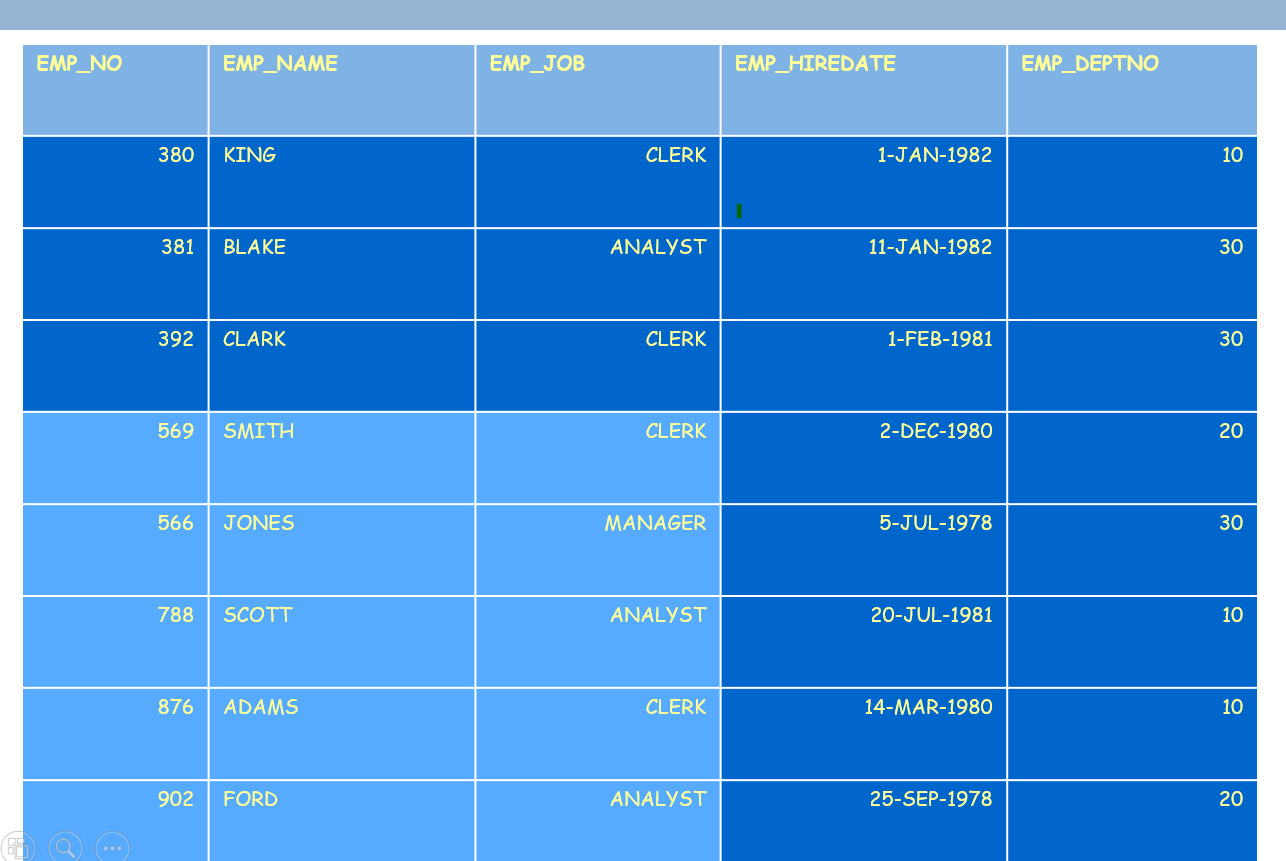 EMP_NO EMP_NAME EMP_JOB EMP_HIREDATE EMP_DEPTNO
380 KING CLERK 1-JAN-1982 10
381 BLAKE ANALYST 11-JAN-1982 30
392 CLARK CLERK 1-FEB-1981 30
569 SMITH CLERK 2-DEC-1980 20
566 JONES MANAGER 5-JUL-1978 30
788 SCOTT ANALYST 20-JUL-1981 10
876 ADAMS CLERK 14-MAR-1980 10
902 FORD ANALYST 25-SEP-1978 20